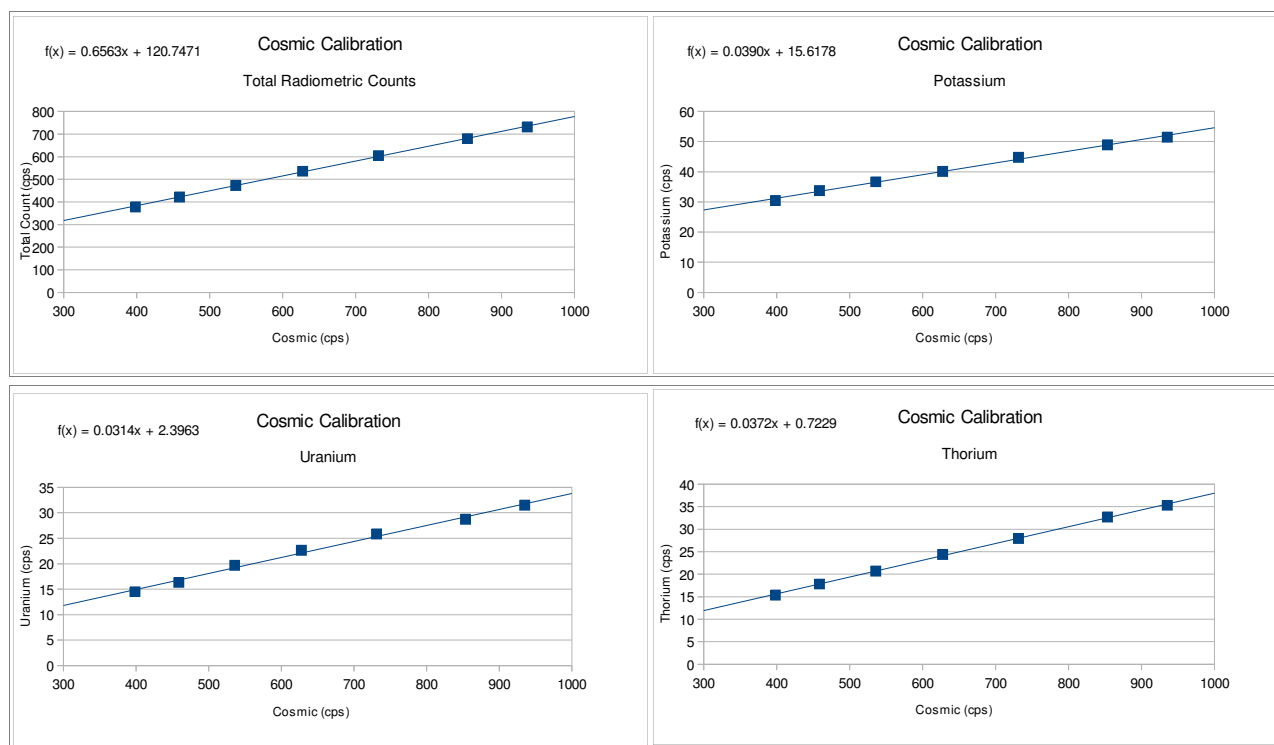 f(x) = 0.6563x + 120.7471
Cosmic Calibration
Total Radiometric Counts
Total Count (cps)
800
700
600
500
400
300
200
100
0
300 400 500 600 700 800 900 1000
Cosmic (cps)
f(x) = 0.0390x + 15.6178
Cosmic Calibration
Potassium
Potassium (cps)
60
50
40
30
20
10
0
300 400 500 600 700 800 900 1000
Cosmic (cps)
f(x) = 0.0314x + 2.3963
Cosmic Calibration
Uranium
Uranium (cps)
35
30
25
20
15
10
5
0
300 400 500 600 700 800 900 1000
Cosmic (cps)
f(x) = 0.0372x + 0.7229
Cosmic Calibration
Thorium
Thorium (cps)
40
35
30
25
20
15
10
5
0
300 400 500 600 700 800 900 1000
Cosmic (cps)